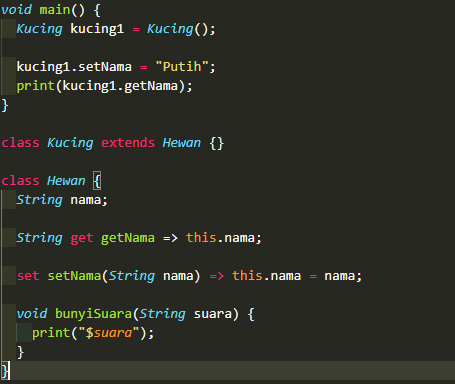 void main() {
  Kucing kucing1 = Kucing();
  kucing1.setNama = "Putih";
  print(kucing1.getNama);
}
class Kucing extends Hewan {}
class Hewan {
  String nama;
  String get getNama => this.nama;
  set setNama(String nama) => this.nama = nama;
  void bunyiSuara(String suara) {
    print("$suara");
  }
}